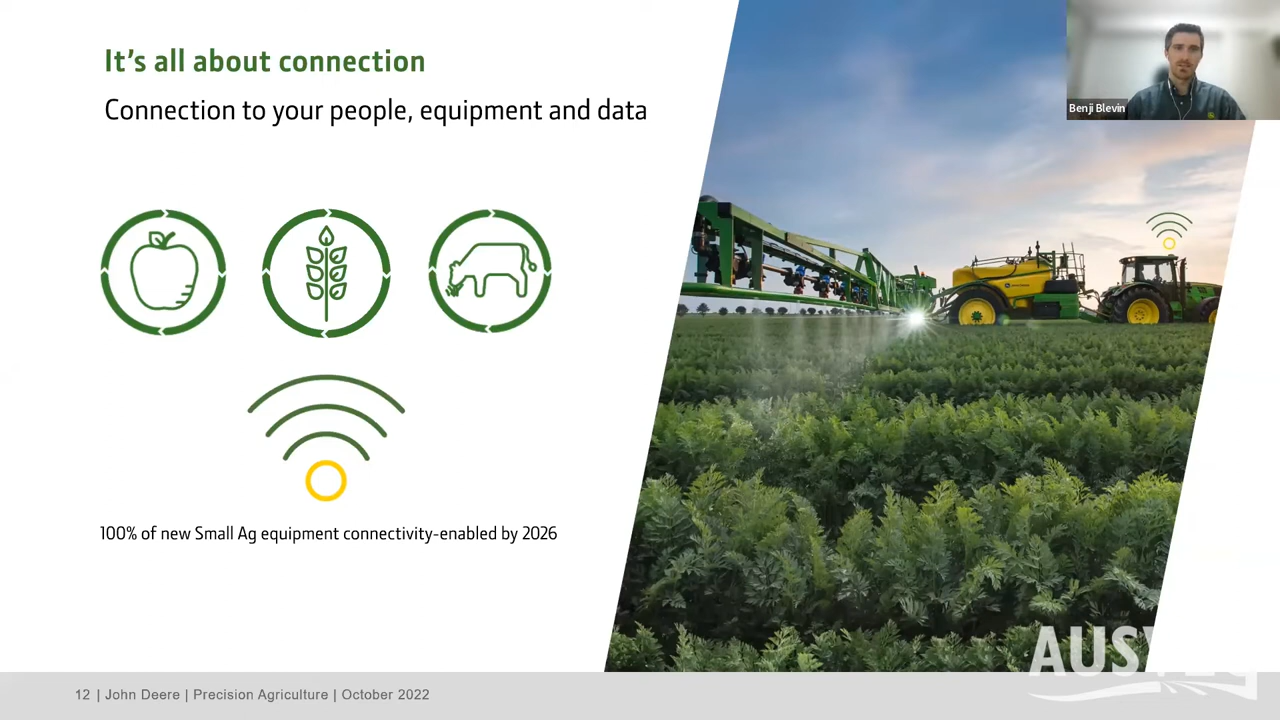 It's all about connection
Connection to your people, equipment and data
Benji Blevin
100% of new Small Ag equipment connectivity-enabled by 2026
12 | John Deere | Precision Agriculture | October 2022